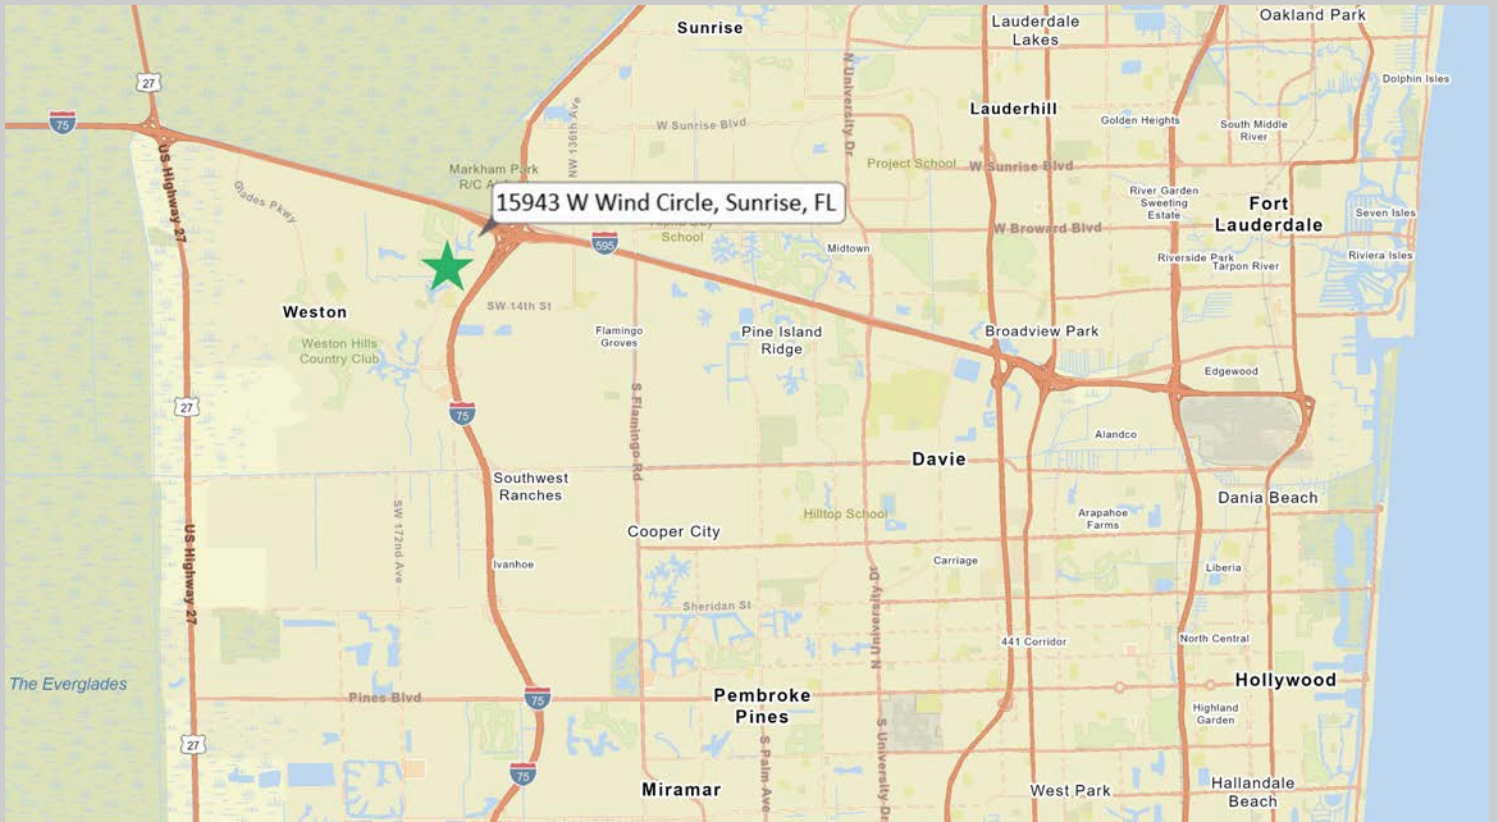 Sunrise
Lauderdale
Lakes
Oakland Park
27
Dolphin Isles
75
N University Dr
NW 136th Ave
W Sunrise Blvd
Lauderhill
Golden Heights
South Middle
River
US Highway 27
Markham Park
R/C
Project School
W Sunrise Blvd
Glades Pkwy
15943 W Wind Circle, Sunrise, FL
River Garden
Sweeting
Estate
Fort
Lauderdale
Seven Isles
School
595
Midtown
W Broward Blvd
Riverside Park
Tarpon River
Riviera Isles
Weston
SW 14th St
Flamingo
Groves
Pine Island
Ridge
Broadview Park
Weston Hills
Country Club
Edgewood
27
75
27
S Flamingo Rd
Alandco
Davie
Southwest
Ranches
Dania Beach
SW 172nd Ave
Hilltop School
Arapahoe
Farms
Cooper City
US Highway 27
Ivanhoe
Carriage
Liberia
N University Dr
Sheridan St
441 Corridor
North Central
The Everglades
Hollywood
Pines Blvd
75
Pembroke
Pines
Highland
Garden
27
S Palm Ave
S University Dr
75
Miramar
West Park
Hallandale
Beach